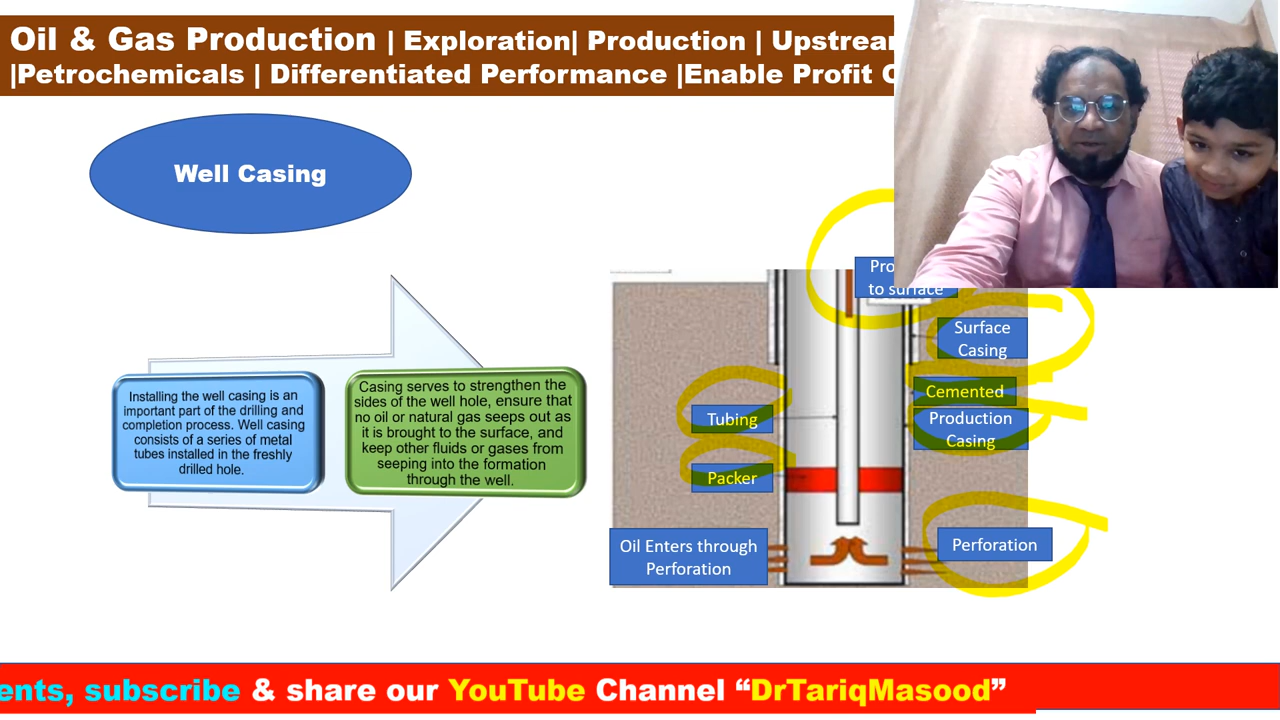 Oil & Gas Production | Exploration| Production |
|Petrochemicals | Differentiated Performance |Enable Profit
Well Casing
Installing the well casing is an
important part of the drilling and
completion process. Well casing
consists of a series of metal
tubes installed in the freshly
drilled hole.
Casing serves to strengthen the
sides of the well hole, ensure that
no oil or natural gas seeps out as
it is brought to the surface, and
keep other fluids or gases from
seeping into the formation
through the well.
to surface
Surface
Casing
Cemented
Production
Casing
Tubing
Packer
Oil Enters through
Perforation
Perforation
subscribe & share our YouTube Channel “DrTariqMasood”